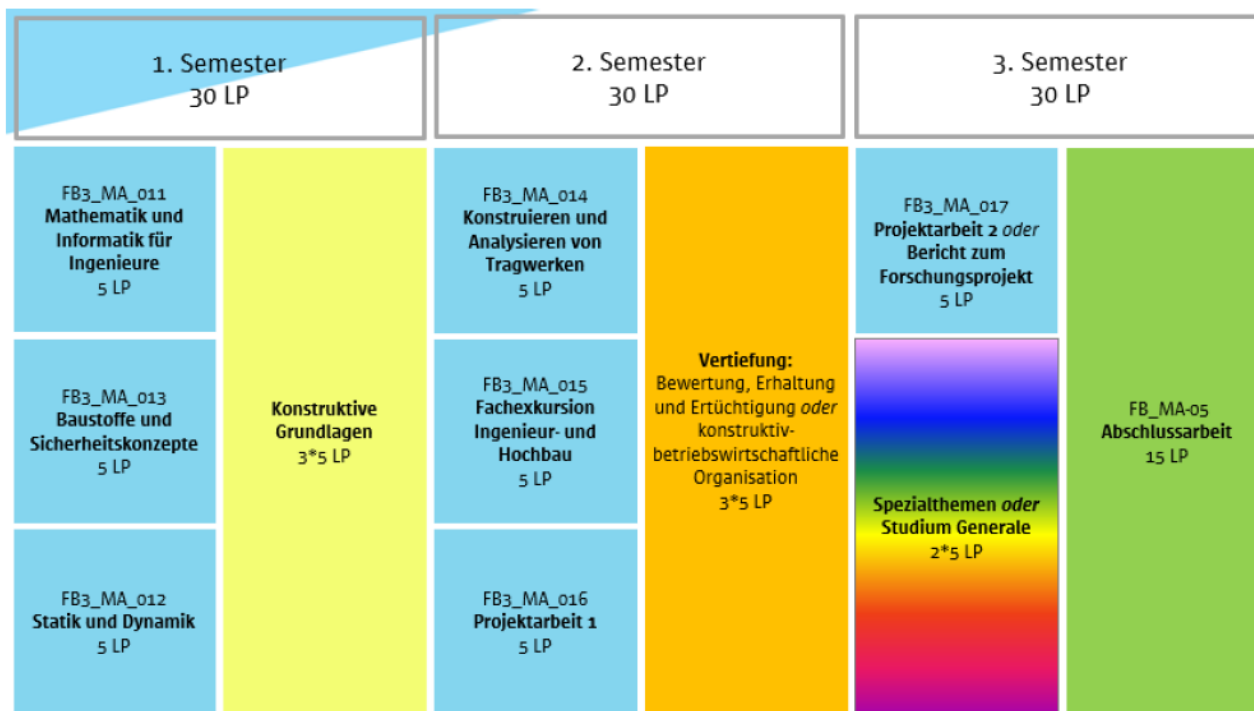 1. Semester
30 LP
2. Semester
30 LP
3. Semester
30 LP
FB3_MA_011
Mathematik und
Informatik für
Ingenieure
5 LP
FB3_MA_013
Baustoffe und
Sicherheitskonzepte
5 LP
FB3_MA_012
Statik und Dynamik
5 LP
Konstruktive
Grundlagen
3*5 LP
FB3_MA_014
Konstruieren und
Analysieren von
Tragwerken
5 LP
FB3_MA_015
Fachexkursion
Ingenieur- und
Hochbau
5 LP
FB3_MA_016
Projektarbeit 1
5 LP
Vertiefung:
Bewertung, Erhaltung
und Ertüchtigung oder
konstruktiv-
betriebswirtschaftliche
Organisation
3*5 LP
FB3_MA_017
Projektarbeit 2 oder
Bericht zum
Forschungsprojekt
5 LP
Spezialthemen oder
Studium Generale
2*5 LP
FB_MA-05
Abschlussarbeit
15 LP